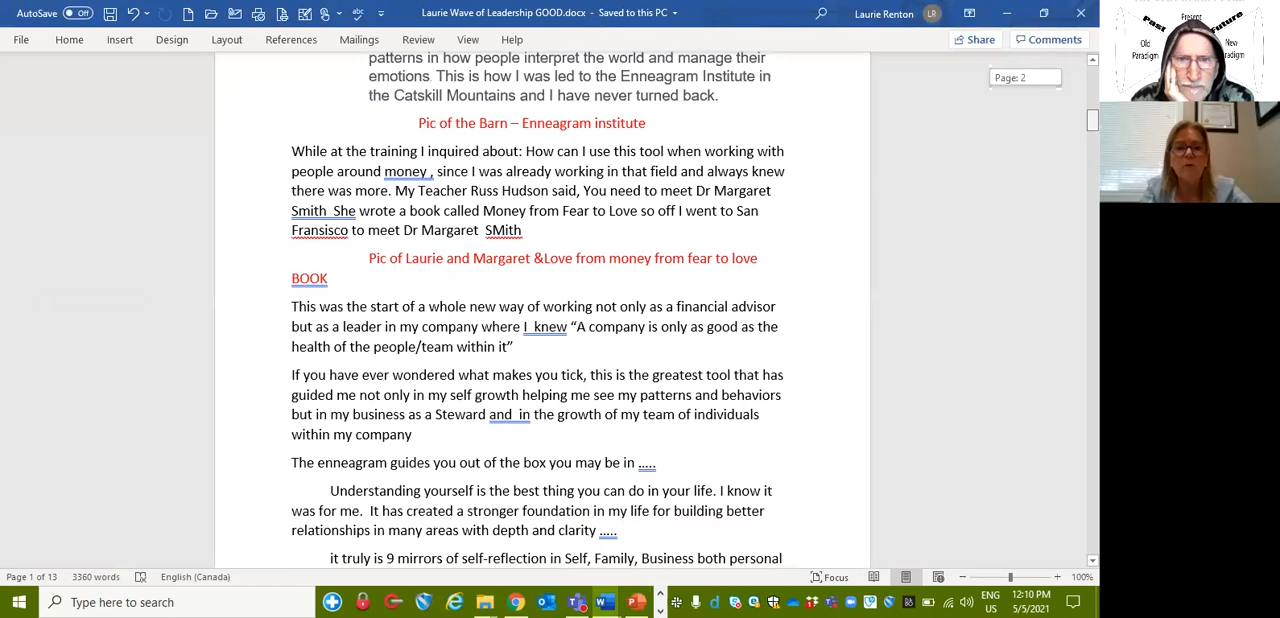 AutoSave Off Laurie Wave of Leadership GOOD.docx - Saved to this PC Laurie Renton LR
File Home Insert Design Layout References Mailings Review View Help Share Comments
Past Present Future
Old Paradigm New
Page: 2
patterns in how people interpret the world and manage their
emotions. This is how I was led to the Enneagram Institute in
the Catskill Mountains and I have never turned back.
Pic of the Barn – Enneagram institute
While at the training I inquired about: How can I use this tool when working with
people around money , since I was already working in that field and always knew
there was more. My Teacher Russ Hudson said, You need to meet Dr Margaret
Smith She wrote a book called Money from Fear to Love so off I went to San
Fransisco to meet Dr Margaret SMith
Pic of Laurie and Margaret &Love from money from fear to love
BOOK
This was the start of a whole new way of working not only as a financial advisor
but as a leader in my company where I knew “A company is only as good as the
health of the people/team within it”
If you have ever wondered what makes you tick, this is the greatest tool that has
guided me not only in my self growth helping me see my patterns and behaviors
but in my business as a Steward and in the growth of my team of individuals
within my company
The enneagram guides you out of the box you may be in .....
Understanding yourself is the best thing you can do in your life. I know it
was for me. It has created a stronger foundation in my life for building better
relationships in many areas with depth and clarity .....
it truly is 9 mirrors of self-reflection in Self, Family, Business both personal
Page 1 of 13 3360 words English (Canada) Focus 100%
Type here to search ENG US 12:10 PM 5/5/2021